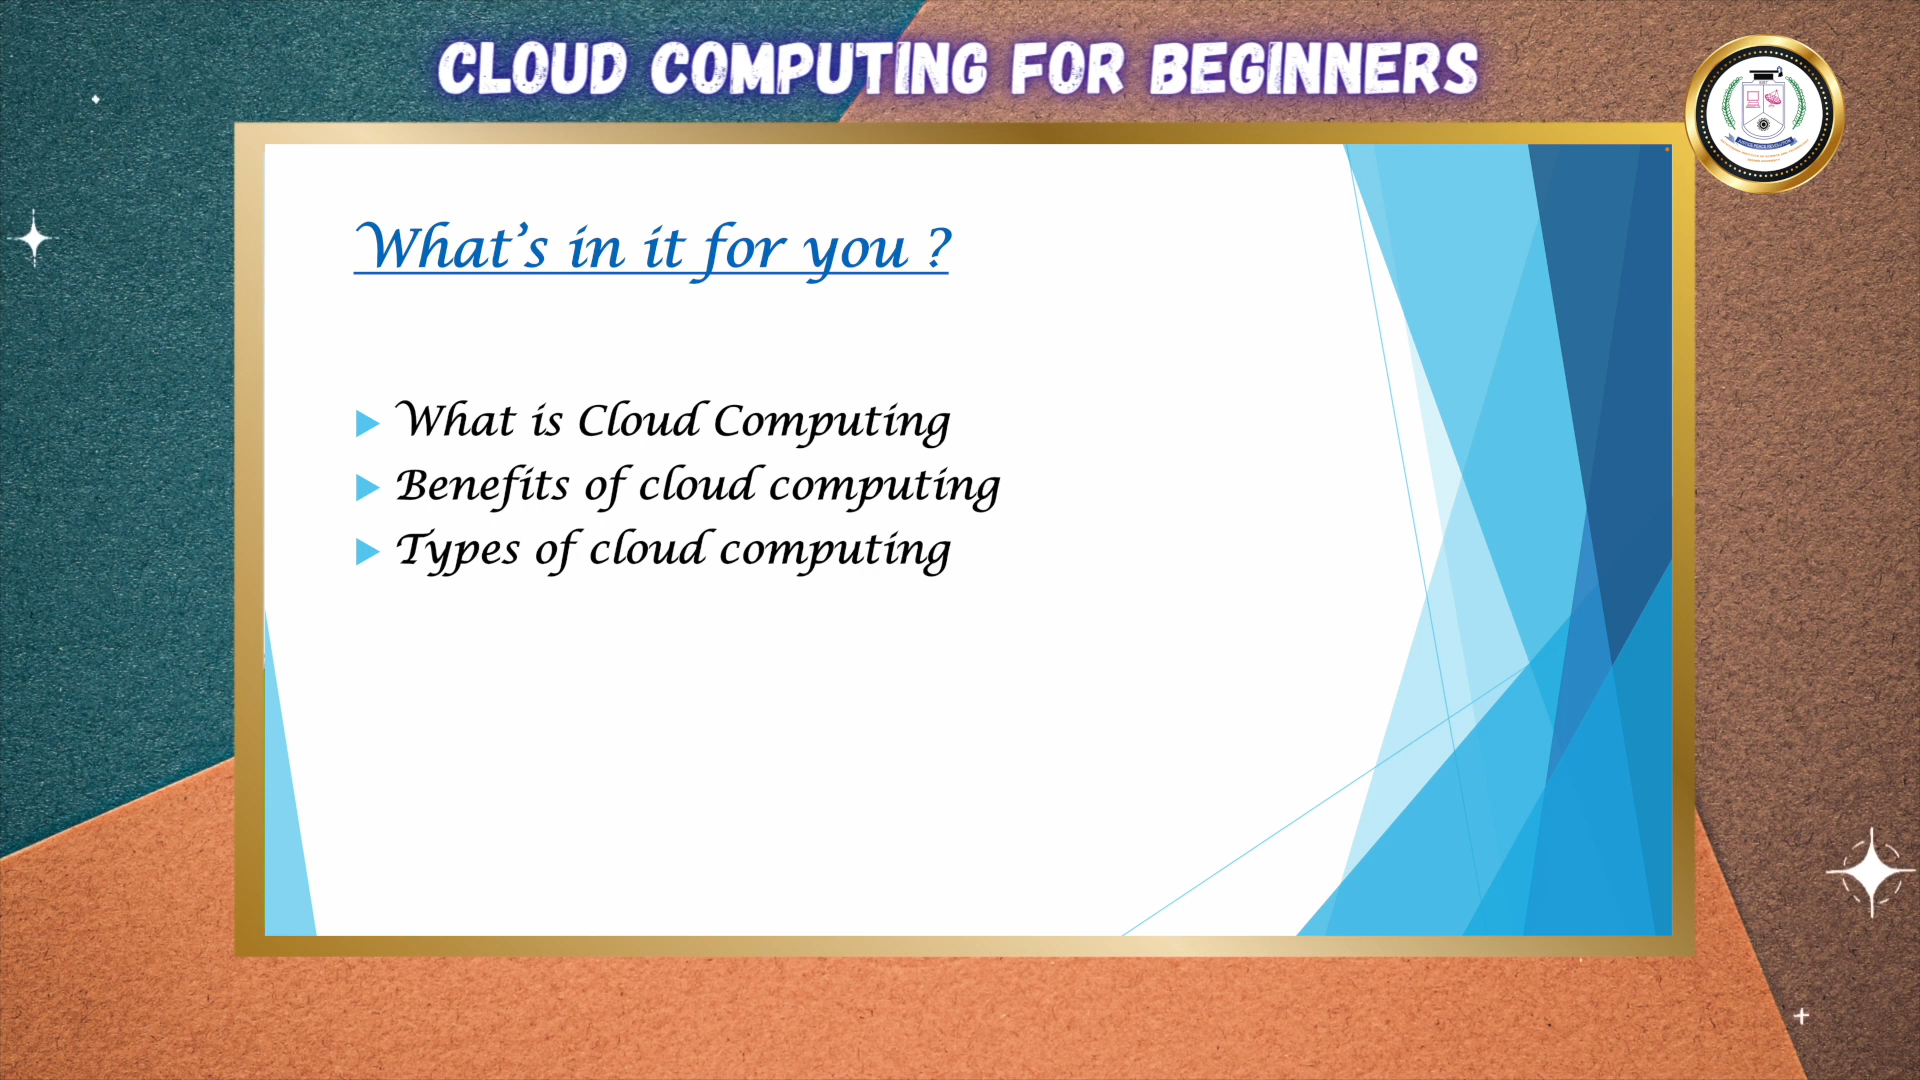 CLOUD COMPUTING FOR BEGINNERS
What's in it for you ?
What is Cloud Computing
Benefits of cloud computing
Types of cloud computing